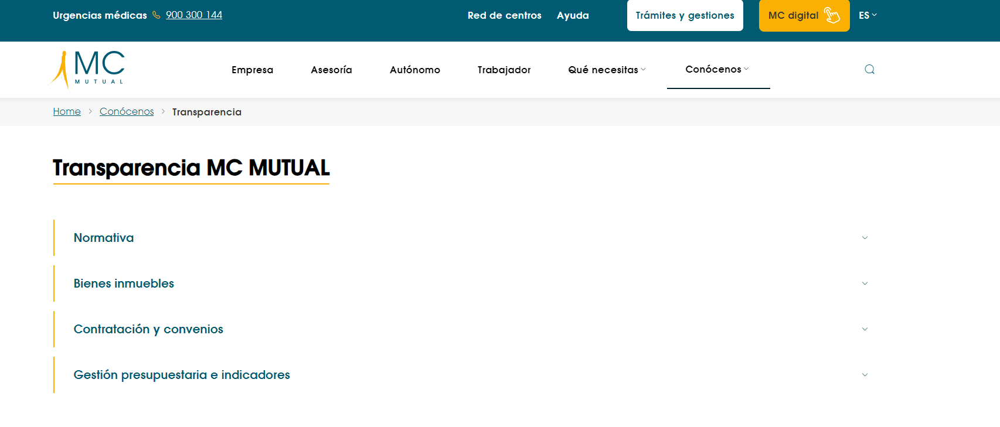 Urgencias médicas 900 300 144 Red de centros Ayuda Trámites y gestiones MC digital ES
MC
MUTUAL
Empresa Asesoría Autónomo Trabajador Qué necesitas Conócenos
Home > Conócenos > Transparencia
Transparencia MC MUTUAL
Normativa
Bienes inmuebles
Contratación y convenios
Gestión presupuestaria e indicadores